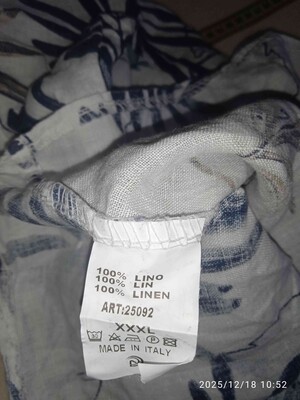 100% LINO
100% LIN
100% LINEN
ART:25092
XXXL
MADE IN ITALY
2025/12/18 10:52